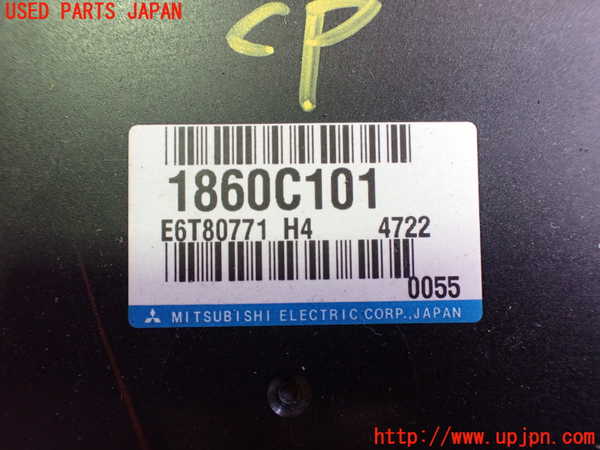 USED PARTS JAPAN
CP
1860C101
E6T80771 H4 4722
0055
MITSUBISHI ELECTRIC CORP., JAPAN
http://www.upjpn.com/